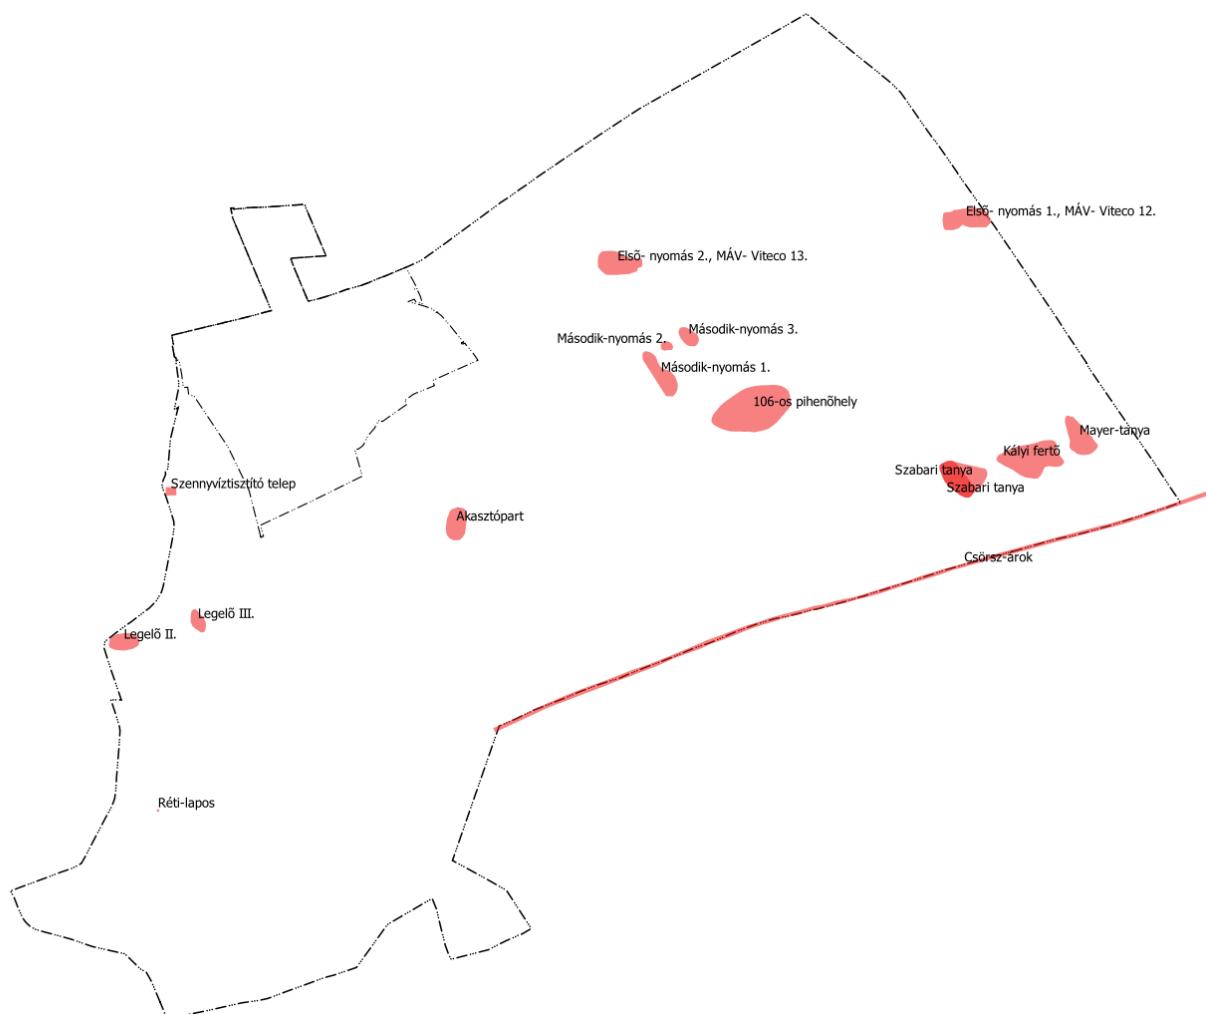 Elsõ- nyomás 1., MÁV- Viteco 12.
Elsõ- nyomás 2., MÁV- Viteco 13.
Második-nyomás 3.
Második-nyomás 2.
Második-nyomás 1.
106-os pihenõhely
Mayer-tanya
Kályi fertõ
Szabari tanya
Szennyvíztisztító telep
Szabari tanya
Akasztópart
Csörsz-árok
Legelõ III.
Legelõ II.
Réti-lapos